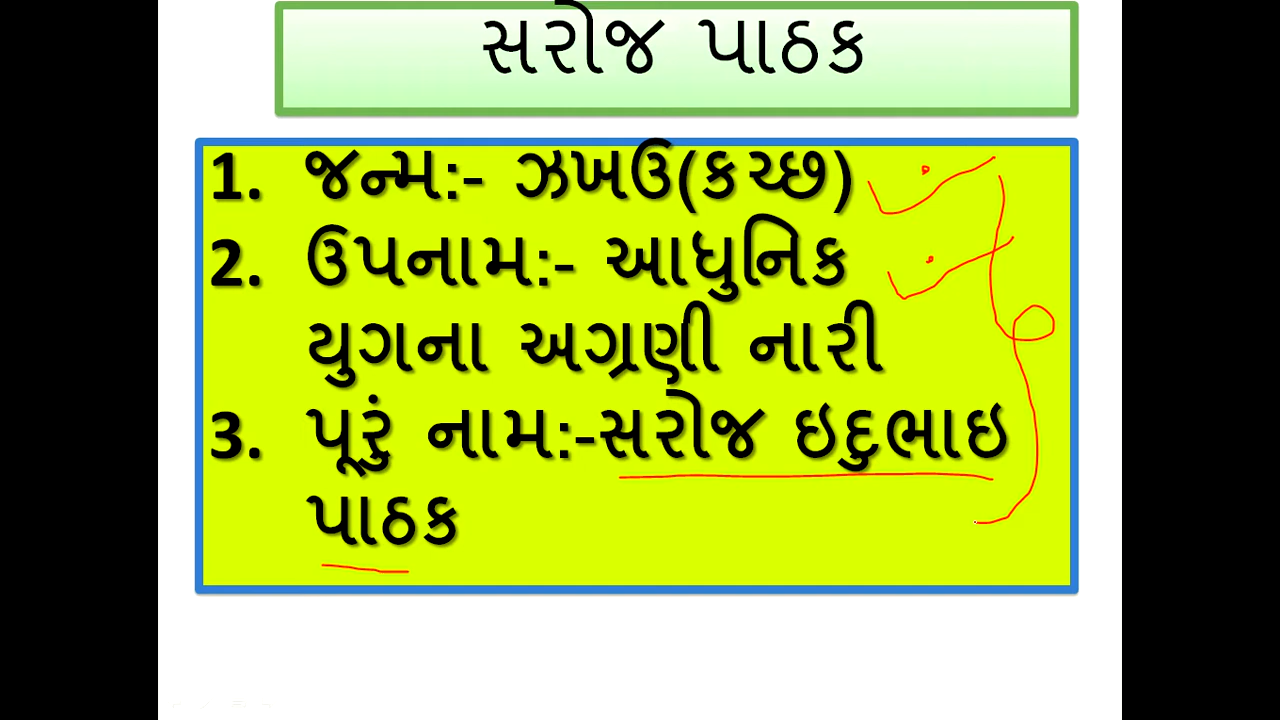 સરોજ પાઠક
1. જન્મ:- ઝખઉ(કચ્છ)
2. ઉપનામ:- આધુનિક
યુગના અગ્રણી નારી
3. પૂરું નામ:-સરોજ ઇદુભાઇ
પાઠક